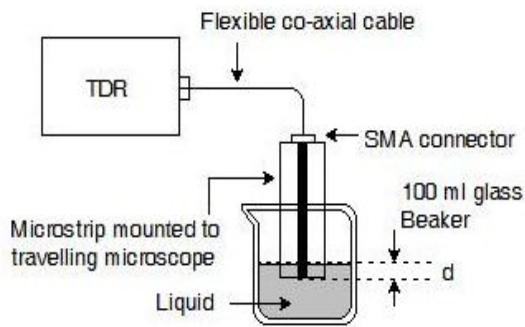 Flexible co-axial cable
TDR
SMA connector
100 ml glass
Beaker
Microstrip mounted to
travelling microscope
d
Liquid